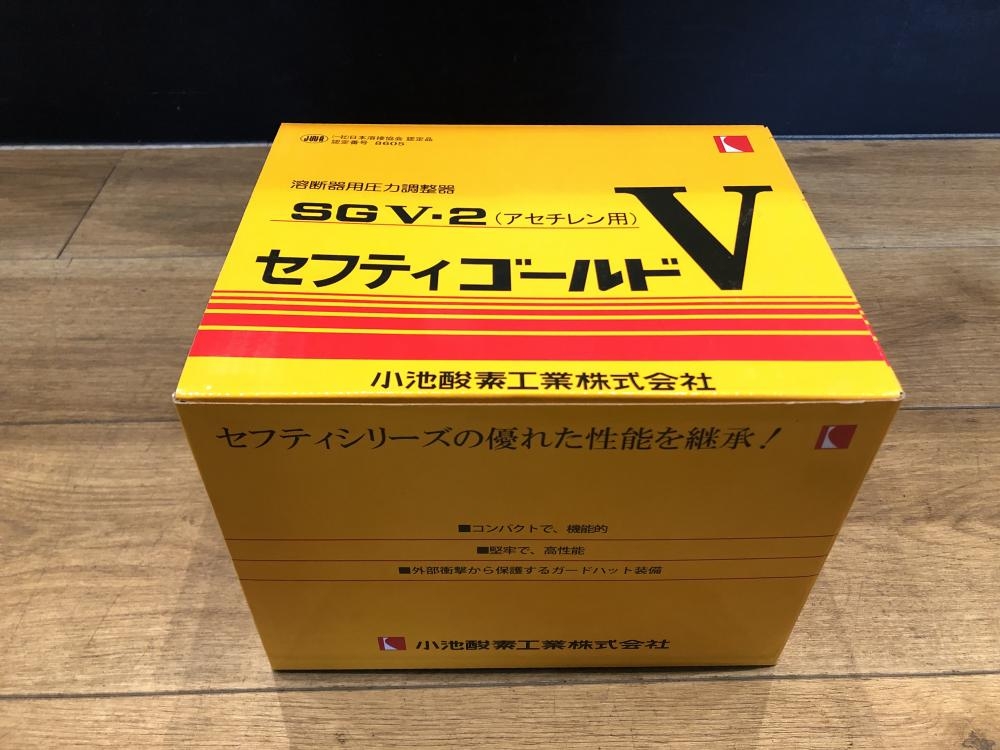 JWA (一社)日本溶接協会 認定品
認定番号 8605
溶断器用圧力調整器
SGV-2(アセチレン用)
V
セフティゴールド
小池酸素工業株式会社
セフティシリーズの優れた性能を継承!
■コンパクトで、機能的
■堅牢で、高性能
■外部衝撃から保護するガードハット装備
小池酸素工業株式会社